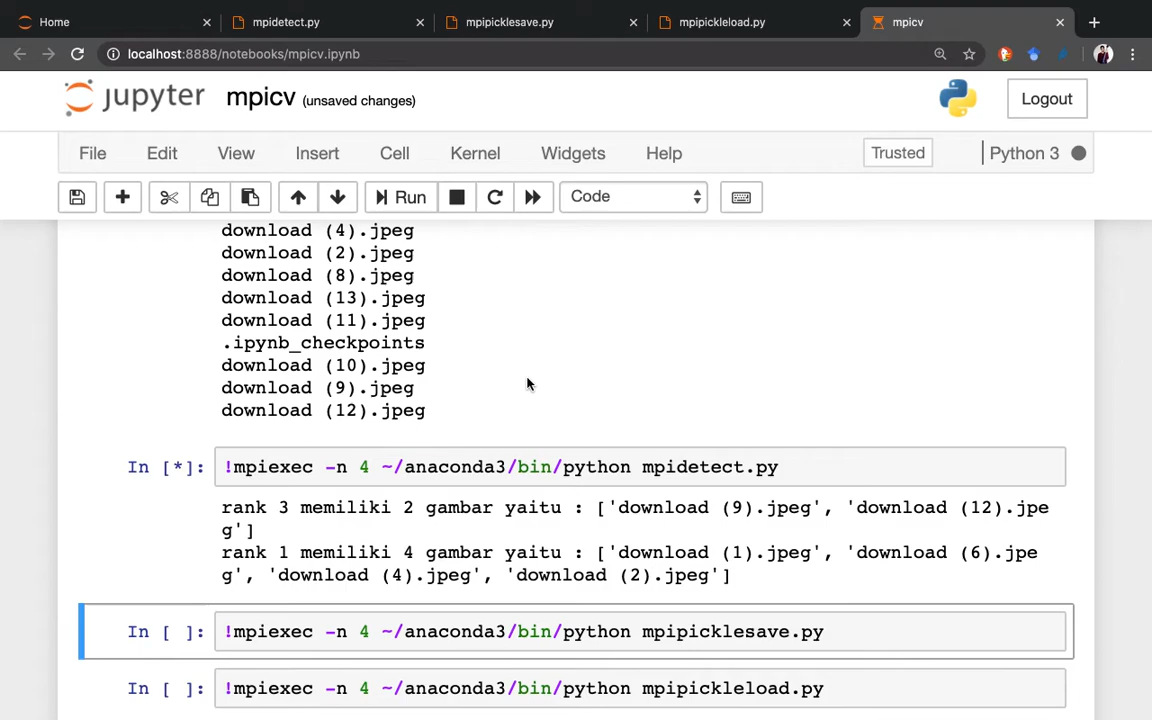 Home
mpidetect.py
mpipicklesave.py
mpipickleload.py
mpicv
localhost:8888/notebooks/mpicv.ipynb
jupyter mpicv (unsaved changes)
Logout
File Edit View Insert Cell Kernel Widgets Help Trusted Python 3
Run Code
download (4).jpeg
download (2).jpeg
download (8).jpeg
download (13).jpeg
download (11).jpeg
.ipynb_checkpoints
download (10).jpeg
download (9).jpeg
download (12).jpeg
In [*]: !mpiexec -n 4 ~/anaconda3/bin/python mpidetect.py
rank 3 memiliki 2 gambar yaitu : ['download (9).jpeg', 'download (12).jpe
g']
rank 1 memiliki 4 gambar yaitu : ['download (1).jpeg', 'download (6).jpe
g', 'download (4).jpeg', 'download (2).jpeg']
In [ ]: !mpiexec -n 4 ~/anaconda3/bin/python mpipicklesave.py
In [ ]: !mpiexec -n 4 ~/anaconda3/bin/python mpipickleload.py